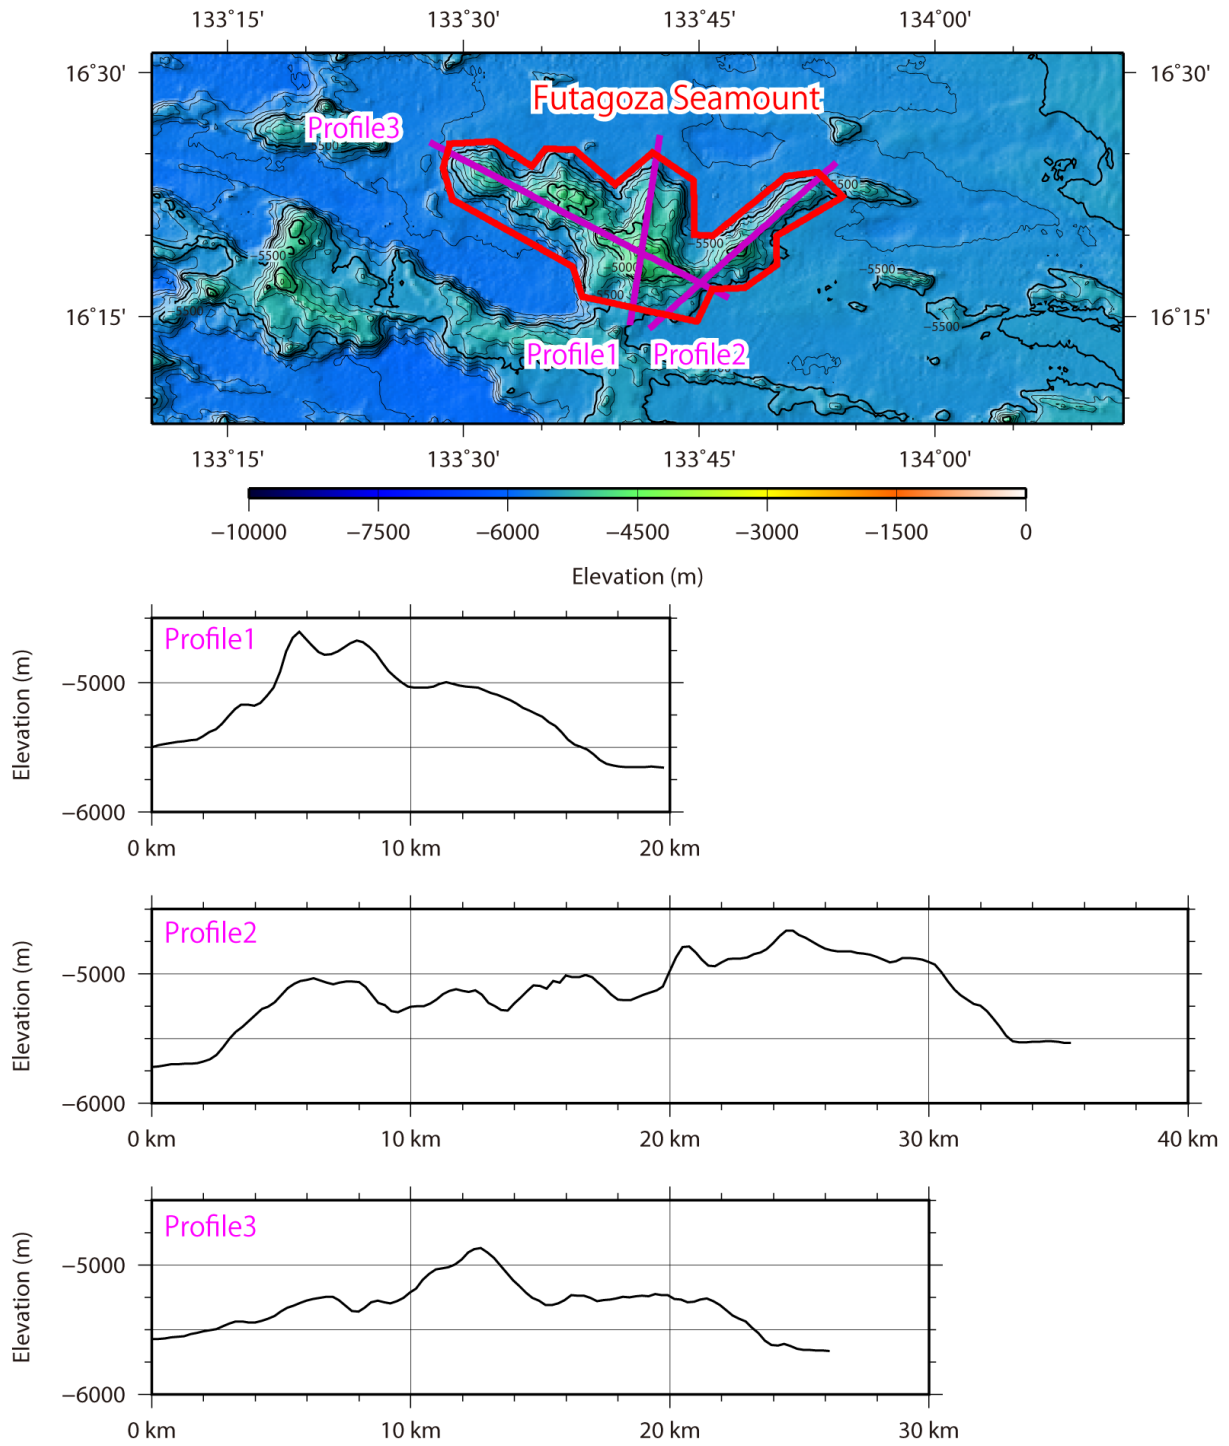 133˚15' 133˚30' 133˚45' 134˚00'
16˚30' 16˚30'
Futagoza Seamount
Profile3
5500
−5500
5500
5500
−5000
5500
−5500
−5500
−5500
16˚15' 16˚15'
Profile1 Profile2
133˚15' 133˚30' 133˚45' 134˚00'
−10000 −7500 −6000 −4500 −3000 −1500 0
Elevation (m)
Profile1
Elevation (m)
−5000
−6000
0 km 10 km 20 km
Profile2
Elevation (m)
−5000
−6000
0 km 10 km 20 km 30 km 40 km
Profile3
Elevation (m)
−5000
−6000
0 km 10 km 20 km 30 km